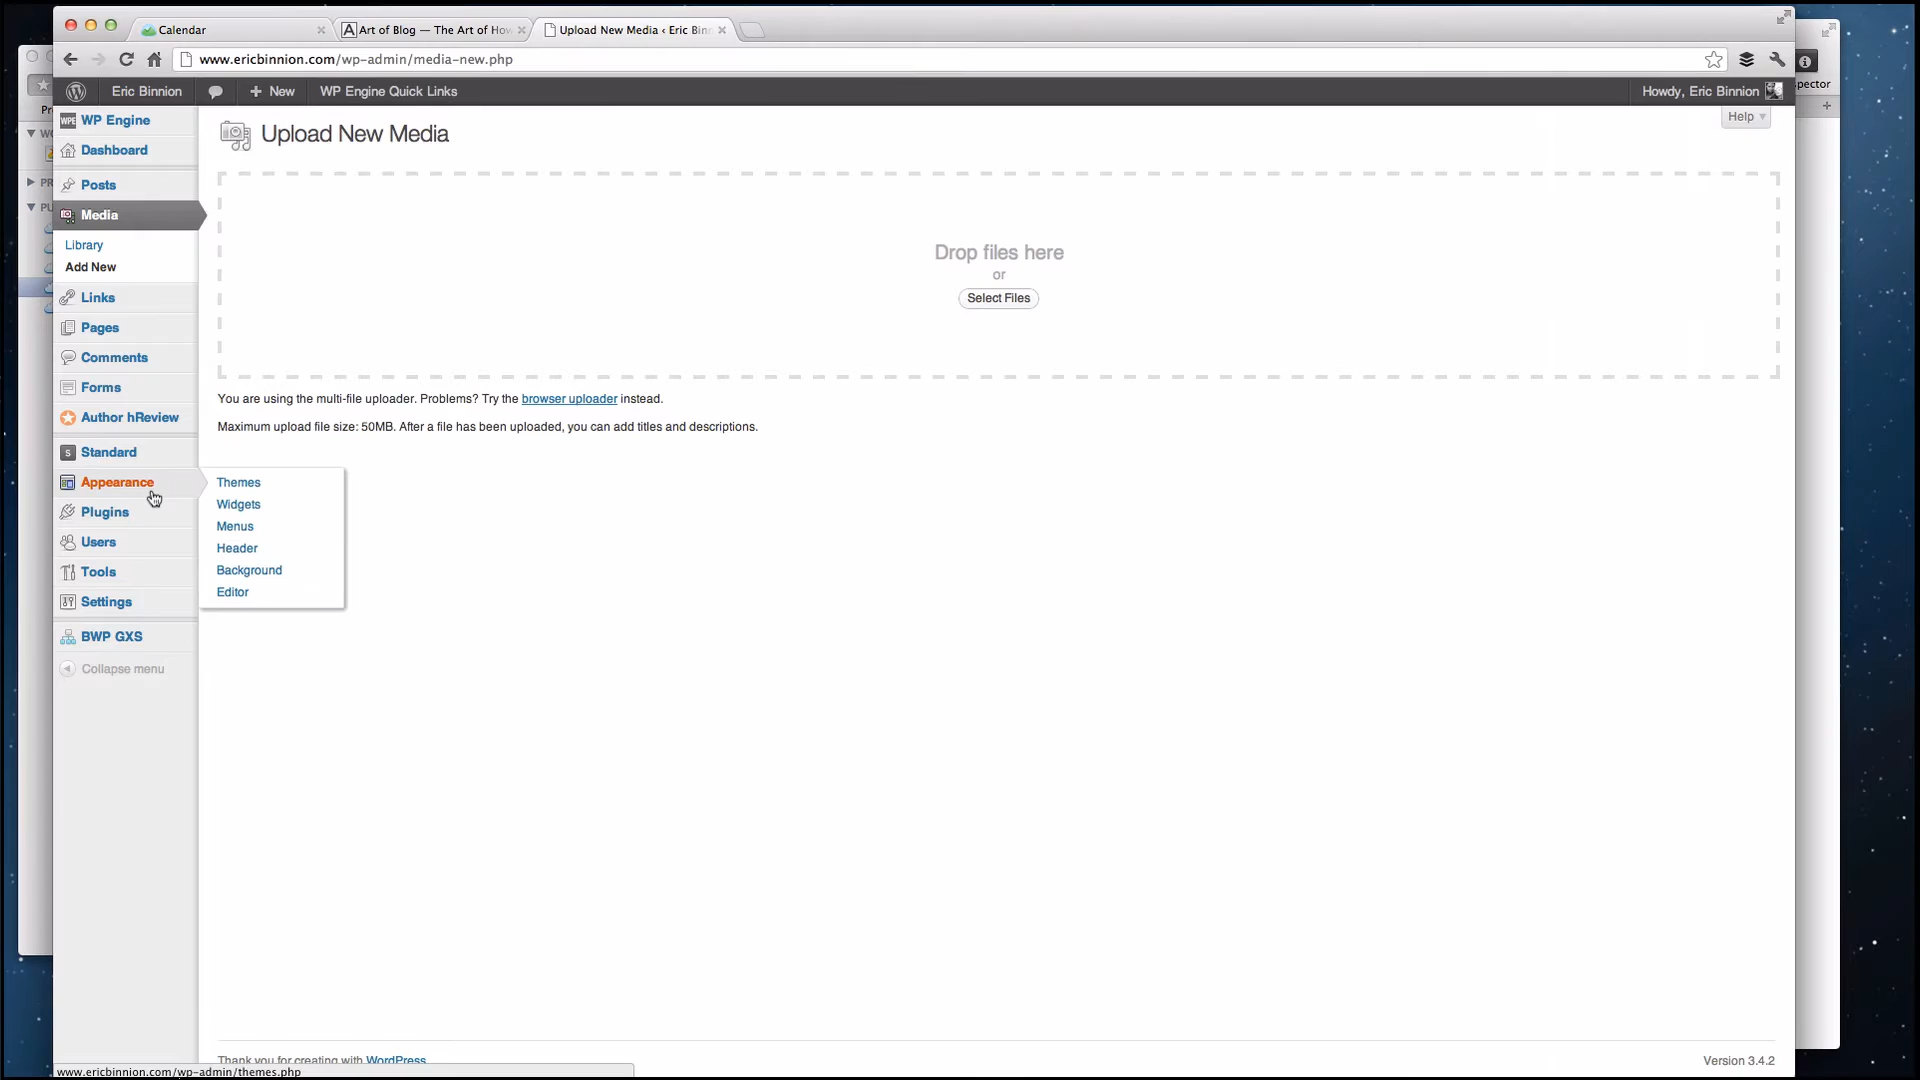 Calendar
Art of Blog — The Art of How
Upload New Media ‹ Eric Binn
www.ericbinnion.com/wp-admin/media-new.php
Eric Binnion
+ New
WP Engine Quick Links
Howdy, Eric Binnion
WPE WP Engine
Dashboard
Posts
Media
Library
Add New
Links
Pages
Comments
Forms
Author hReview
S Standard
Appearance
Plugins
Users
Tools
Settings
BWP GXS
Collapse menu
Themes
Widgets
Menus
Header
Background
Editor
Upload New Media
Help
Drop files here
or
Select Files
You are using the multi-file uploader. Problems? Try the browser uploader instead.
Maximum upload file size: 50MB. After a file has been uploaded, you can add titles and descriptions.
Thank you for creating with WordPress
Version 3.4.2
www.ericbinnion.com/wp-admin/themes.php